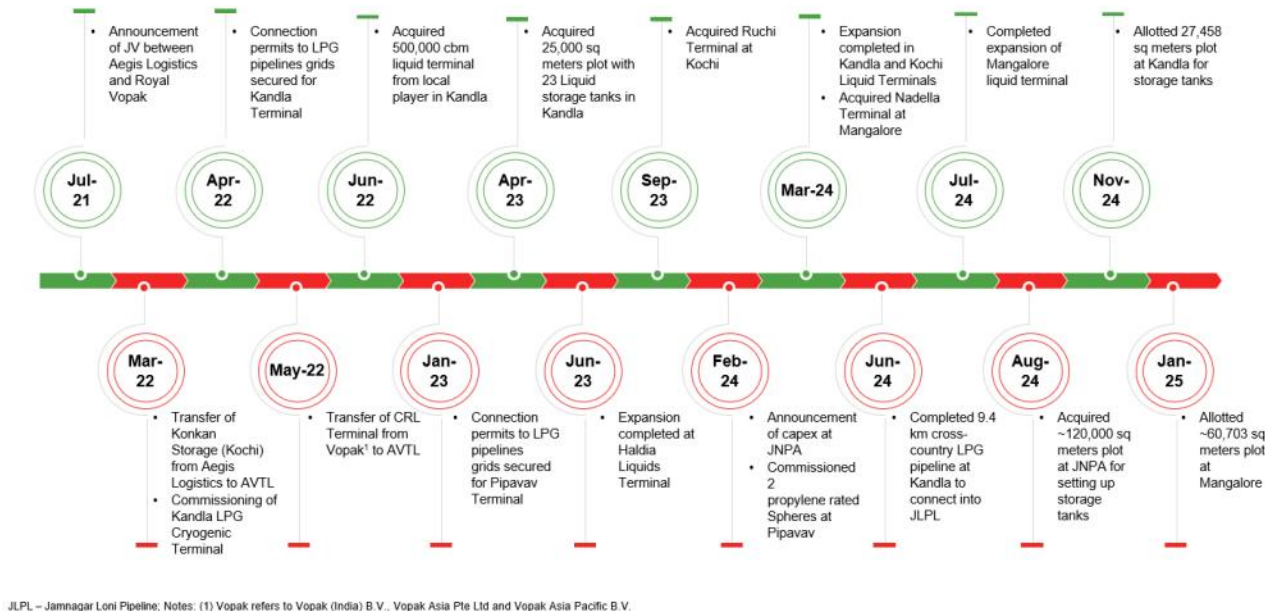 • Announcement
of JV between
Aegis Logistics
and Royal
Vopak
• Connection
permits to LPG
pipelines grids
secured for
Kandla
Terminal
• Acquired
500,000 cbm
liquid terminal
from local
player in Kandla
• Acquired
25,000 sq
meters plot with
23 Liquid
storage tanks in
Kandla
• Acquired Ruchi
Terminal at
Kochi
• Expansion
completed in
Kandla and Kochi
Liquid Terminals
• Acquired Nadella
Terminal at
Mangalore
• Completed
expansion of
Mangalore
liquid terminal
• Allotted 27,458
sq meters plot
at Kandla for
storage tanks
Jul-
21
Apr-
22
Jun-
22
Apr-
23
Sep-
23
Mar-24
Jul-
24
Nov-
24
Mar-
22
May-22
Jan-
23
Jun-
23
Feb-
24
Jun-
24
Aug-
24
Jan-
25
• Transfer of
Konkan
Storage (Kochi)
from Aegis
Logistics to AVTL
• Commissioning of
Kandla LPG
Cryogenic
Terminal
• Transfer of CRL
Terminal from
Vopak¹ to AVTL
• Connection
permits to LPG
pipelines
grids secured
for Pipavav
Terminal
• Expansion
completed at
Haldia
Liquids
Terminal
• Announcement
of capex at
JNPA
• Commissioned
2
propylene rated
Spheres at
Pipavav
• Completed 9.4
km cross-
country LPG
pipeline at
Kandla to
connect into
JLPL
• Acquired
~120,000 sq
meters plot
at JNPA for
setting up
storage
tanks
• Allotted
~60,703 sq
meters plot
at
Mangalore
JLPL – Jamnagar Loni Pipeline; Notes: (1) Vopak refers to Vopak (India) B.V., Vopak Asia Pte Ltd and Vopak Asia Pacific B.V.